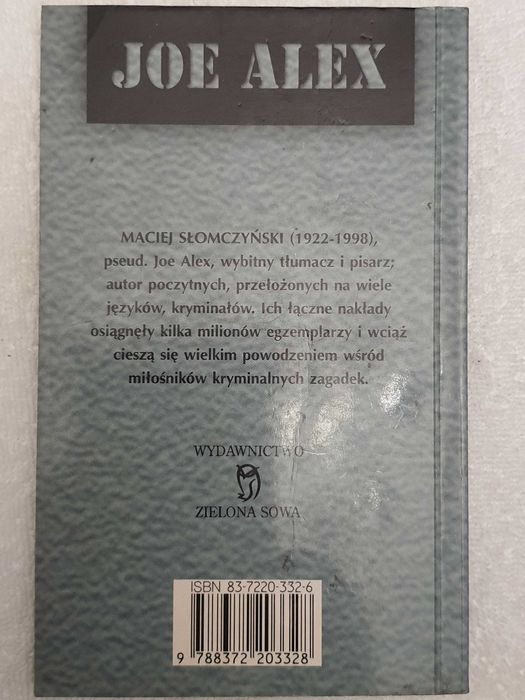 JOE ALEX
MACIEJ SŁOMCZYŃSKI (1922-1998),
pseud. Joe Alex, wybitny tłumacz i pisarz;
autor poczytnych, przełożonych na wiele
języków, kryminałów. Ich łączne nakłady
osiągnęły kilka milionów egzemplarzy i wciąż
cieszą się wielkim powodzeniem wśród
miłośników kryminalnych zagadek.
WYDAWNICTWO
ZIELONA SOWA
ISBN 83-7220-332-6
9 788372 203328